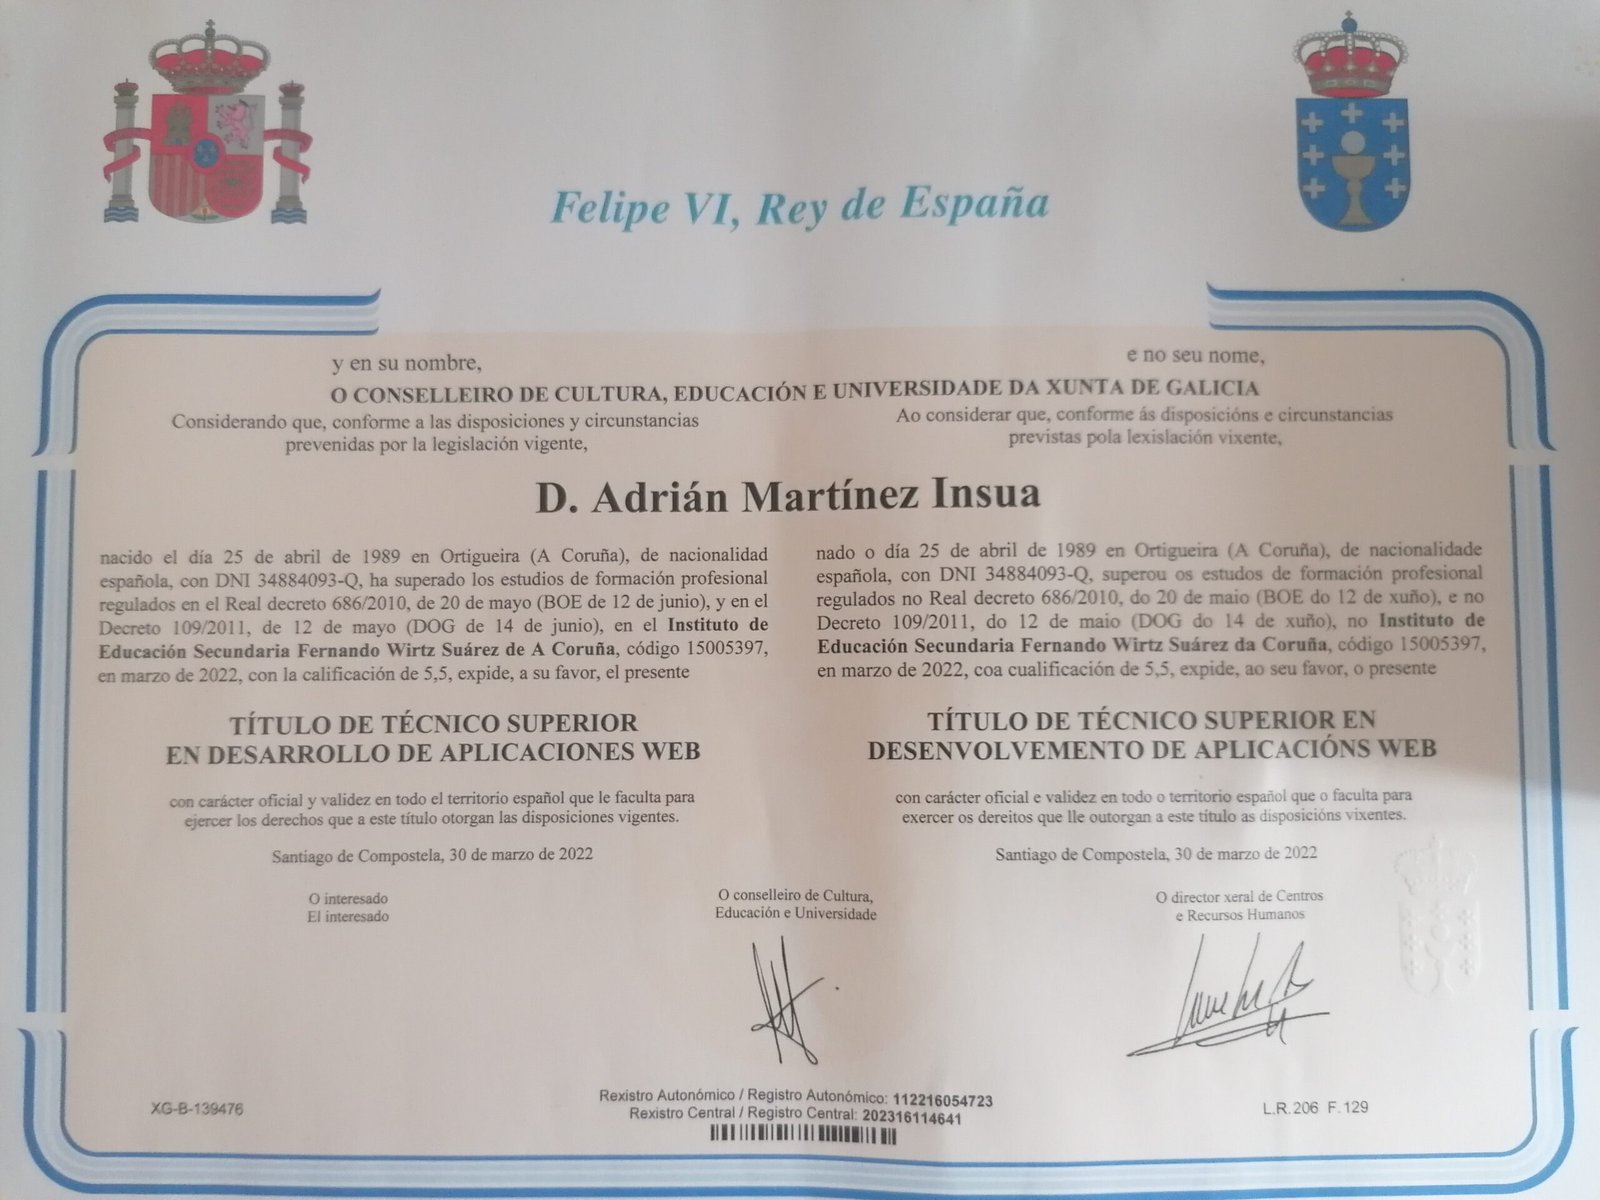 Felipe VI, Rey de España
y en su nombre,
e no seu nome,
O CONSELLEIRO DE CULTURA, EDUCACIÓN E UNIVERSIDADE DA XUNTA DE GALICIA
Considerando que, conforme a las disposiciones y circunstancias
prevenidas por la legislación vigente,
Ao considerar que, conforme ás disposicións e circunstancias
previstas pola lexislación vixente,
D. Adrián Martínez Insua
nacido el día 25 de abril de 1989 en Ortigueira (A Coruña), de nacionalidad
española, con DNI 34884093-Q, ha superado los estudios de formación profesional
regulados en el Real decreto 686/2010, de 20 de mayo (BOE de 12 de junio), y en el
Decreto 109/2011, de 12 de mayo (DOG de 14 de junio), en el Instituto de
Educación Secundaria Fernando Wirtz Suárez de A Coruña, código 15005397,
en marzo de 2022, con la calificación de 5,5, expide, a su favor, el presente
TÍTULO DE TÉCNICO SUPERIOR
EN DESARROLLO DE APLICACIONES WEB
con carácter oficial y validez en todo el territorio español que le faculta para
ejercer los derechos que a este título otorgan las disposiciones vigentes.
Santiago de Compostela, 30 de marzo de 2022
nado o día 25 de abril de 1989 en Ortigueira (A Coruña), de nacionalidade
española, con DNI 34884093-Q, superou os estudos de formación profesional
regulados no Real decreto 686/2010, do 20 de maio (BOE do 12 de xuño), e no
Decreto 109/2011, do 12 de maio (DOG do 14 de xuño), no Instituto de
Educación Secundaria Fernando Wirtz Suárez da Coruña, código 15005397,
en marzo de 2022, coa cualificación de 5,5, expide, ao seu favor, o presente
TÍTULO DE TÉCNICO SUPERIOR EN
DESENVOLVEMENTO DE APLICACIÓNS WEB
con carácter oficial e validez en todo o territorio español que o faculta para
exercer os dereitos que lle outorgan a este título as disposicións vixentes.
Santiago de Compostela, 30 de marzo de 2022
O interesado
El interesado
O conselleiro de Cultura,
Educación e Universidade
O director xeral de Centros
e Recursos Humanos
XG-B-139476
Rexistro Autonómico / Registro Autonómico: 112216054723
Rexistro Central / Registro Central: 202316114641
L.R. 206 F. 129